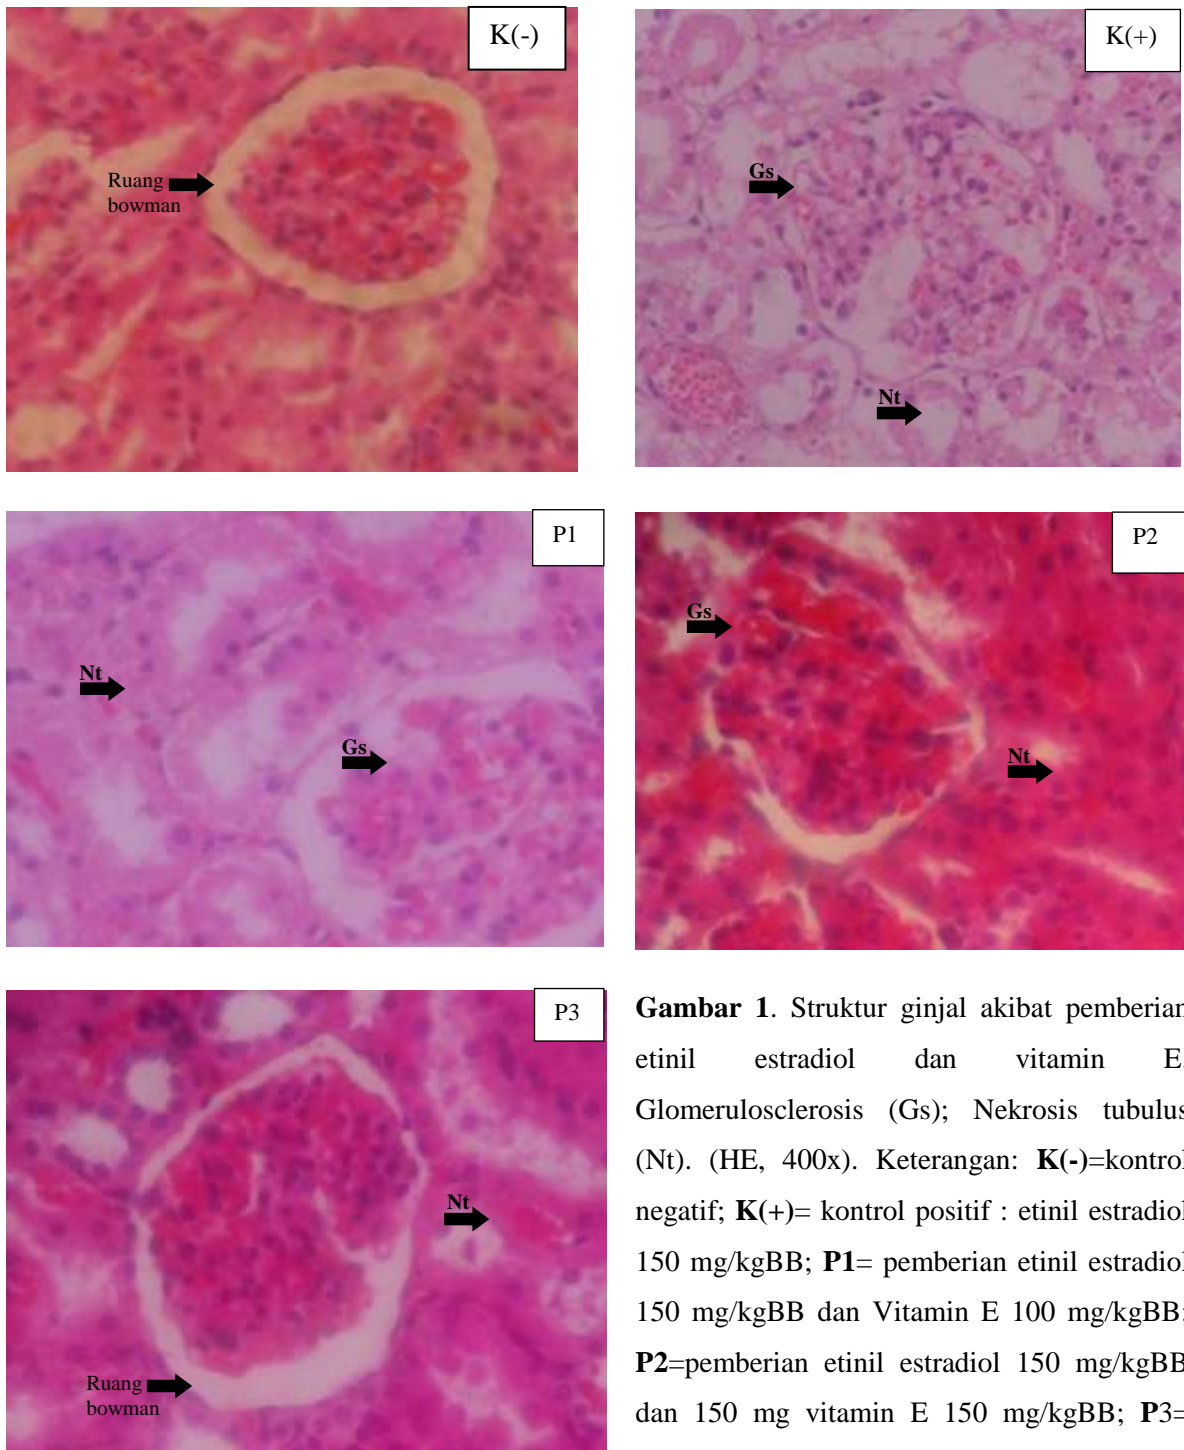 K(-)
Ruang
bowman
K(+)
Gs
Nt
P1
Nt
Gs
P2
Gs
Nt
P3
Nt
Ruang
bowman
Gambar 1. Struktur ginjal akibat pemberian
etinil estradiol dan vitamin E.
Glomerulosclerosis (Gs); Nekrosis tubulus
(Nt). (HE, 400x). Keterangan: K(-)=kontrol
negatif; K(+)= kontrol positif : etinil estradiol
150 mg/kgBB; P1= pemberian etinil estradiol
150 mg/kgBB dan Vitamin E 100 mg/kgBB;
P2=pemberian etinil estradiol 150 mg/kgBB
dan 150 mg vitamin E 150 mg/kgBB; P3=